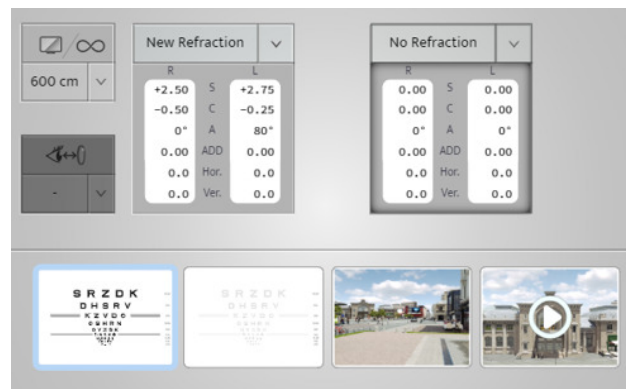 600 cm
-
New Refraction
R L
+2.50 S +2.75
−0.50 C −0.25
0° A 80°
0.00 ADD 0.00
0.0 Hor. 0.0
0.0 Ver. 0.0
No Refraction
R L
0.00 S 0.00
0.00 C 0.00
0° A 0°
0.00 ADD 0.00
0.0 Hor. 0.0
0.0 Ver. 0.0
S R Z D K
D H S R V
K Z V D C
S R Z D K
D H S R V
K Z V D C